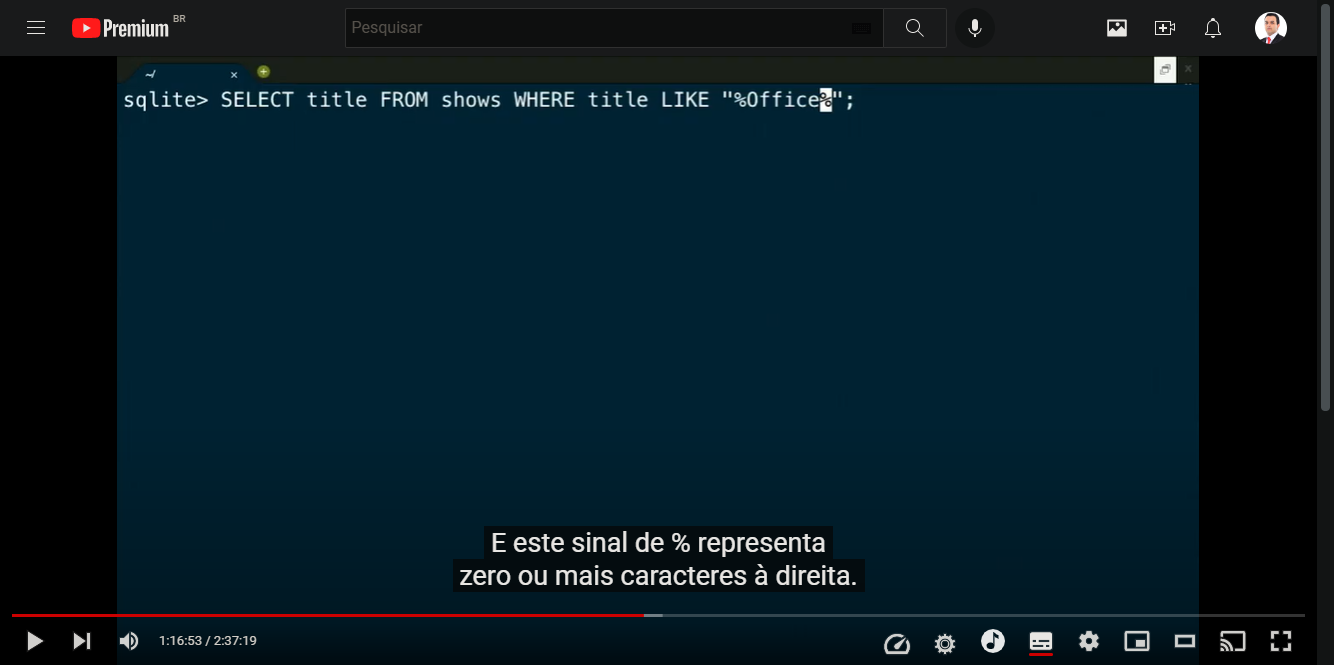 Premium BR
Pesquisar
sqlite> SELECT title FROM shows WHERE title LIKE "%Office%";
E este sinal de % representa
zero ou mais caracteres à direita.
1:16:53 / 2:37:19